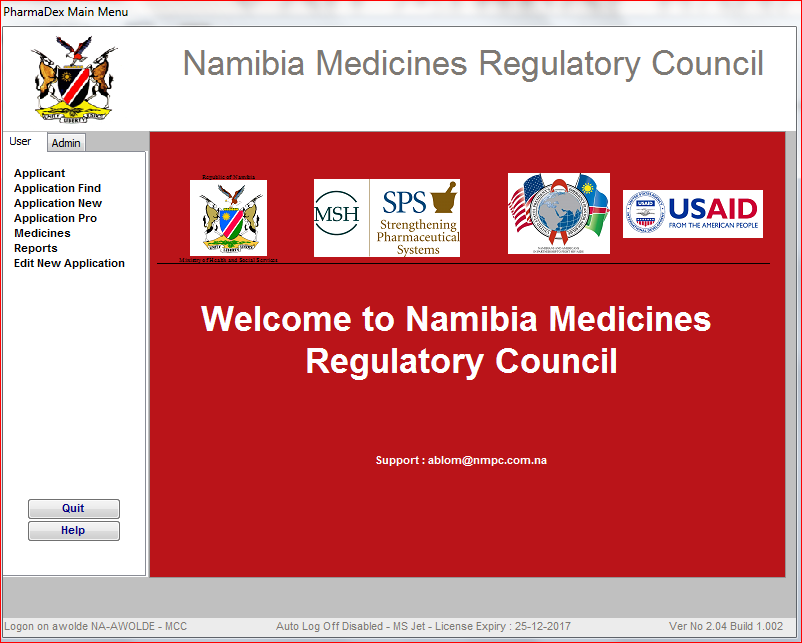 PharmaDex Main Menu
Namibia Medicines Regulatory Council
User
Admin
Applicant
Application Find
Application New
Application Pro
Medicines
Reports
Edit New Application
Republic of Namibia
Ministry of Health and Social Services
MSH
SPS
Strengthening
Pharmaceutical
Systems
USAID
USAID
FROM THE AMERICAN PEOPLE
Welcome to Namibia Medicines
Regulatory Council
Support : ablom@nmpc.com.na
Quit
Help
Logon on awolde NA-AWOLDE - MCC
Auto Log Off Disabled - MS Jet - License Expiry : 25-12-2017
Ver No 2.04 Build 1.002